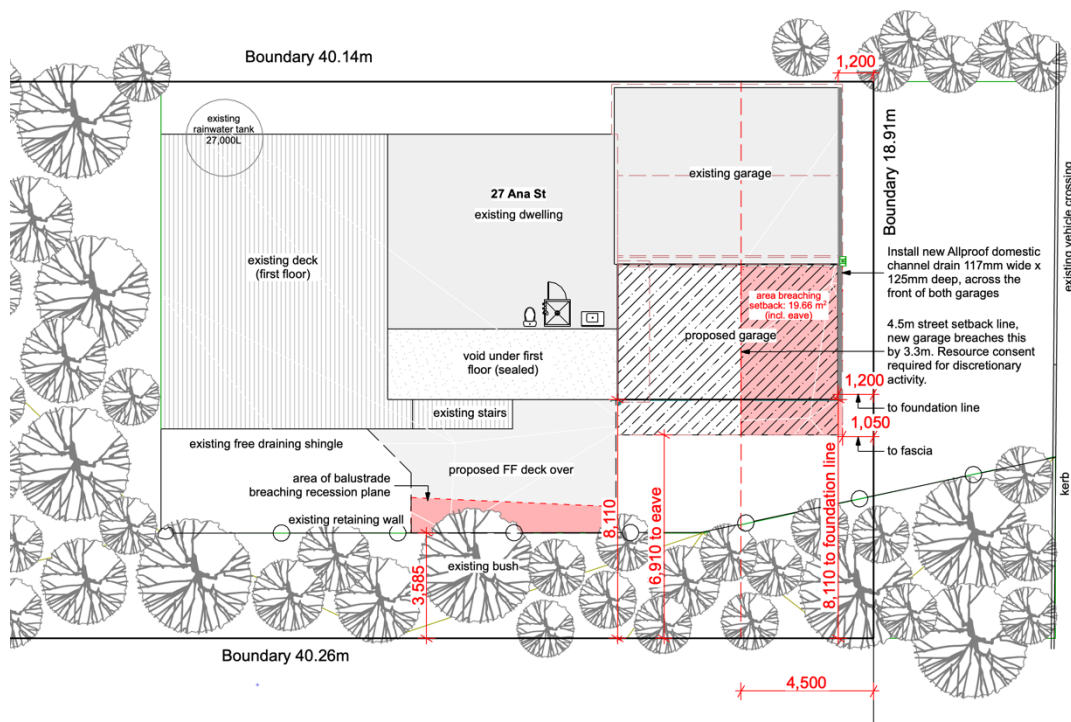 Boundary 40.14m
1,200
existing
rainwater tank
27,000L
Boundary 18.91m
existing vehicle crossing
existing garage
27 Ana St
existing dwelling
existing deck
(first floor)
Install new Allproof domestic
channel drain 117mm wide x
125mm deep, across the
front of both garages
area breaching
setback: 19.66 m²
(incl. eave)
proposed garage
4.5m street setback line,
new garage breaches this
by 3.3m. Resource consent
required for discretionary
activity.
void under first
floor (sealed)
1,200
to foundation line
existing stairs
1,050
existing free draining shingle
to fascia
proposed FF deck over
area of balustrade
breaching recession plane
kerb
existing retaining wall
8,110
6,910 to eave
8,110 to foundation line
existing bush
3,585
Boundary 40.26m
4,500